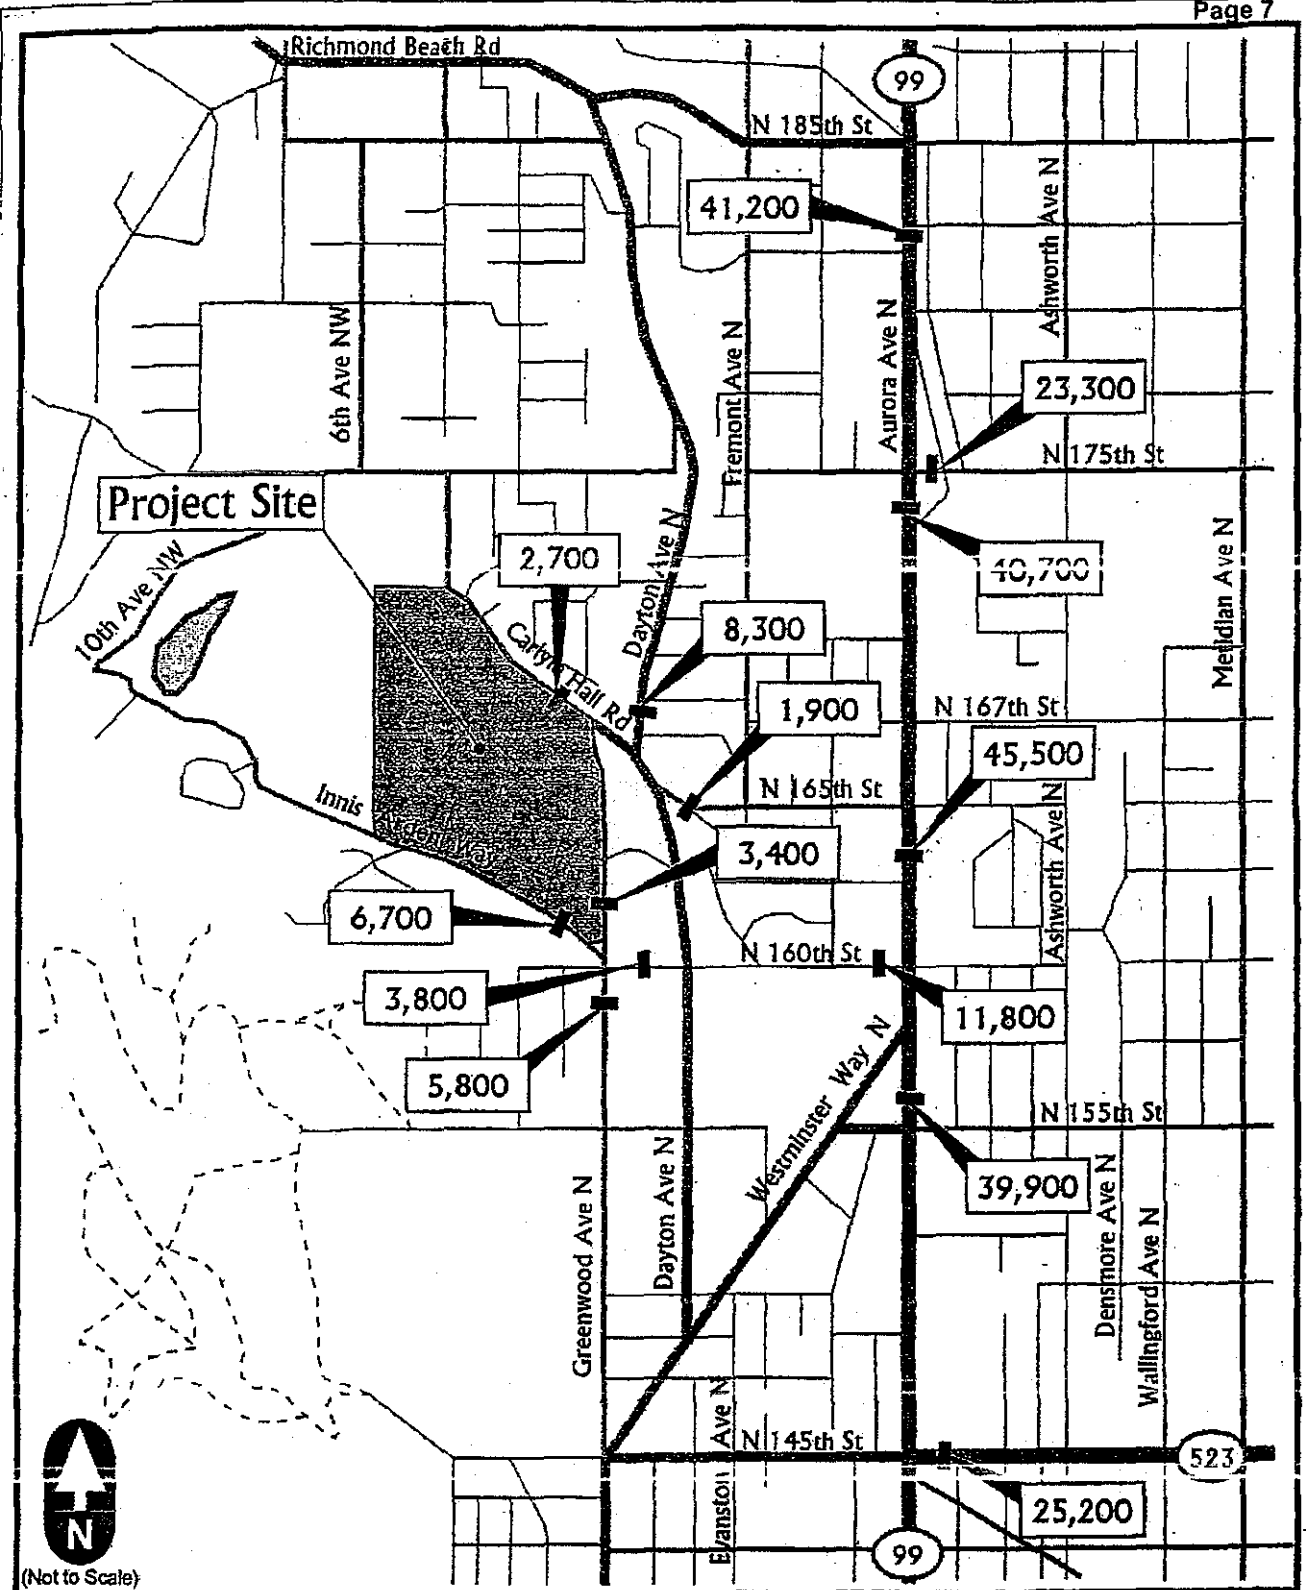 Page 7
Richmond Beach Rd
99
N 185th St
41,200
Ashworth Ave N
6th Ave NW
Fremont Ave N
Aurora Ave N
23,300
N 175th St
Project Site
2,700
Dayton Ave N
40,700
Meridian Ave N
10th Ave NW
Carlyle Hall Rd
8,300
1,900
N 167th St
45,500
Innis Arden Way
N 165th St
3,400
Ashworth Ave N
6,700
N 160th St
3,800
11,800
5,800
Westminster Way N
N 155th St
39,900
Greenwood Ave N
Dayton Ave N
Densmore Ave N
Wallingford Ave N
Evanston Ave N
N 145th St
523
25,200
99
N
(Not to Scale)